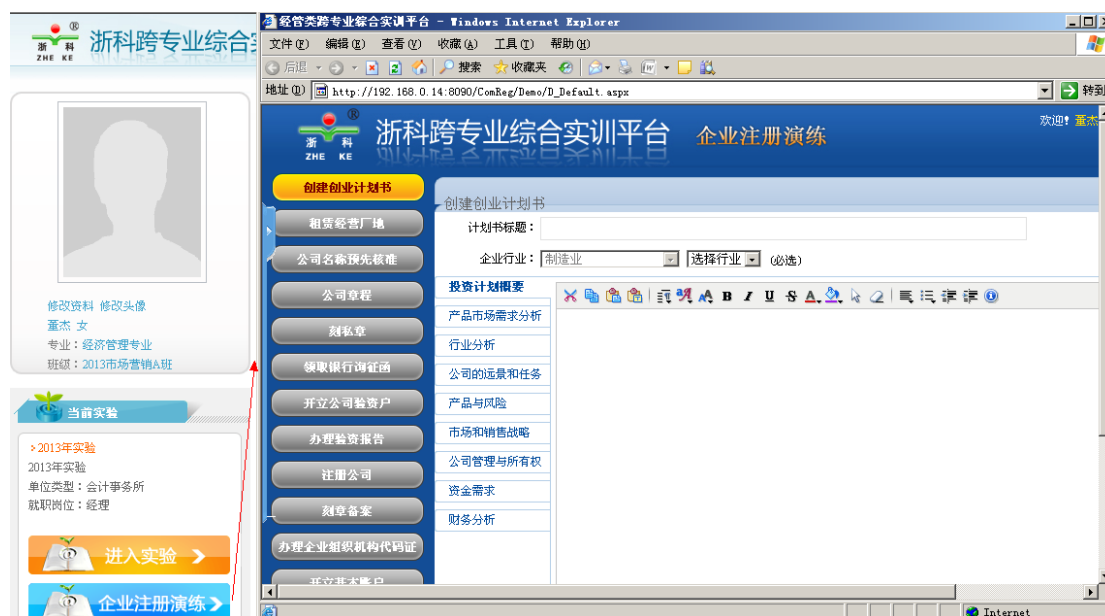 浙 科
ZHE KE
浙科跨专业综合
修改资料 修改头像
董杰 女
专业：经济管理专业
班级：2013市场营销A班
当前实验
>2013年实验
2013年实验
单位类型：会计事务所
就职岗位：经理
进入实验
企业注册演练
经管类跨专业综合实训平台 - Windows Internet Explorer
文件(F) 编辑(E) 查看(V) 收藏(A) 工具(T) 帮助(H)
后退 搜索 收藏夹
地址(D) http://192.168.0.14:8090/ComReg/Demo/D_Default.aspx 转到
浙 科
ZHE KE
浙科跨专业综合实训平台 企业注册演练
欢迎! 董杰
创建创业计划书
租赁经营厂地
公司名称预先核准
公司章程
刻私章
领取银行询征函
开立公司验资户
办理验资报告
注册公司
刻章备案
办理企业组织机构代码证
开立基本账户
创建创业计划书
计划书标题：
企业行业： 制造业 选择行业 (必选)
投资计划概要
产品市场需求分析
行业分析
公司的远景和任务
产品与风险
市场和销售战略
公司管理与所有权
资金需求
财务分析
Internet